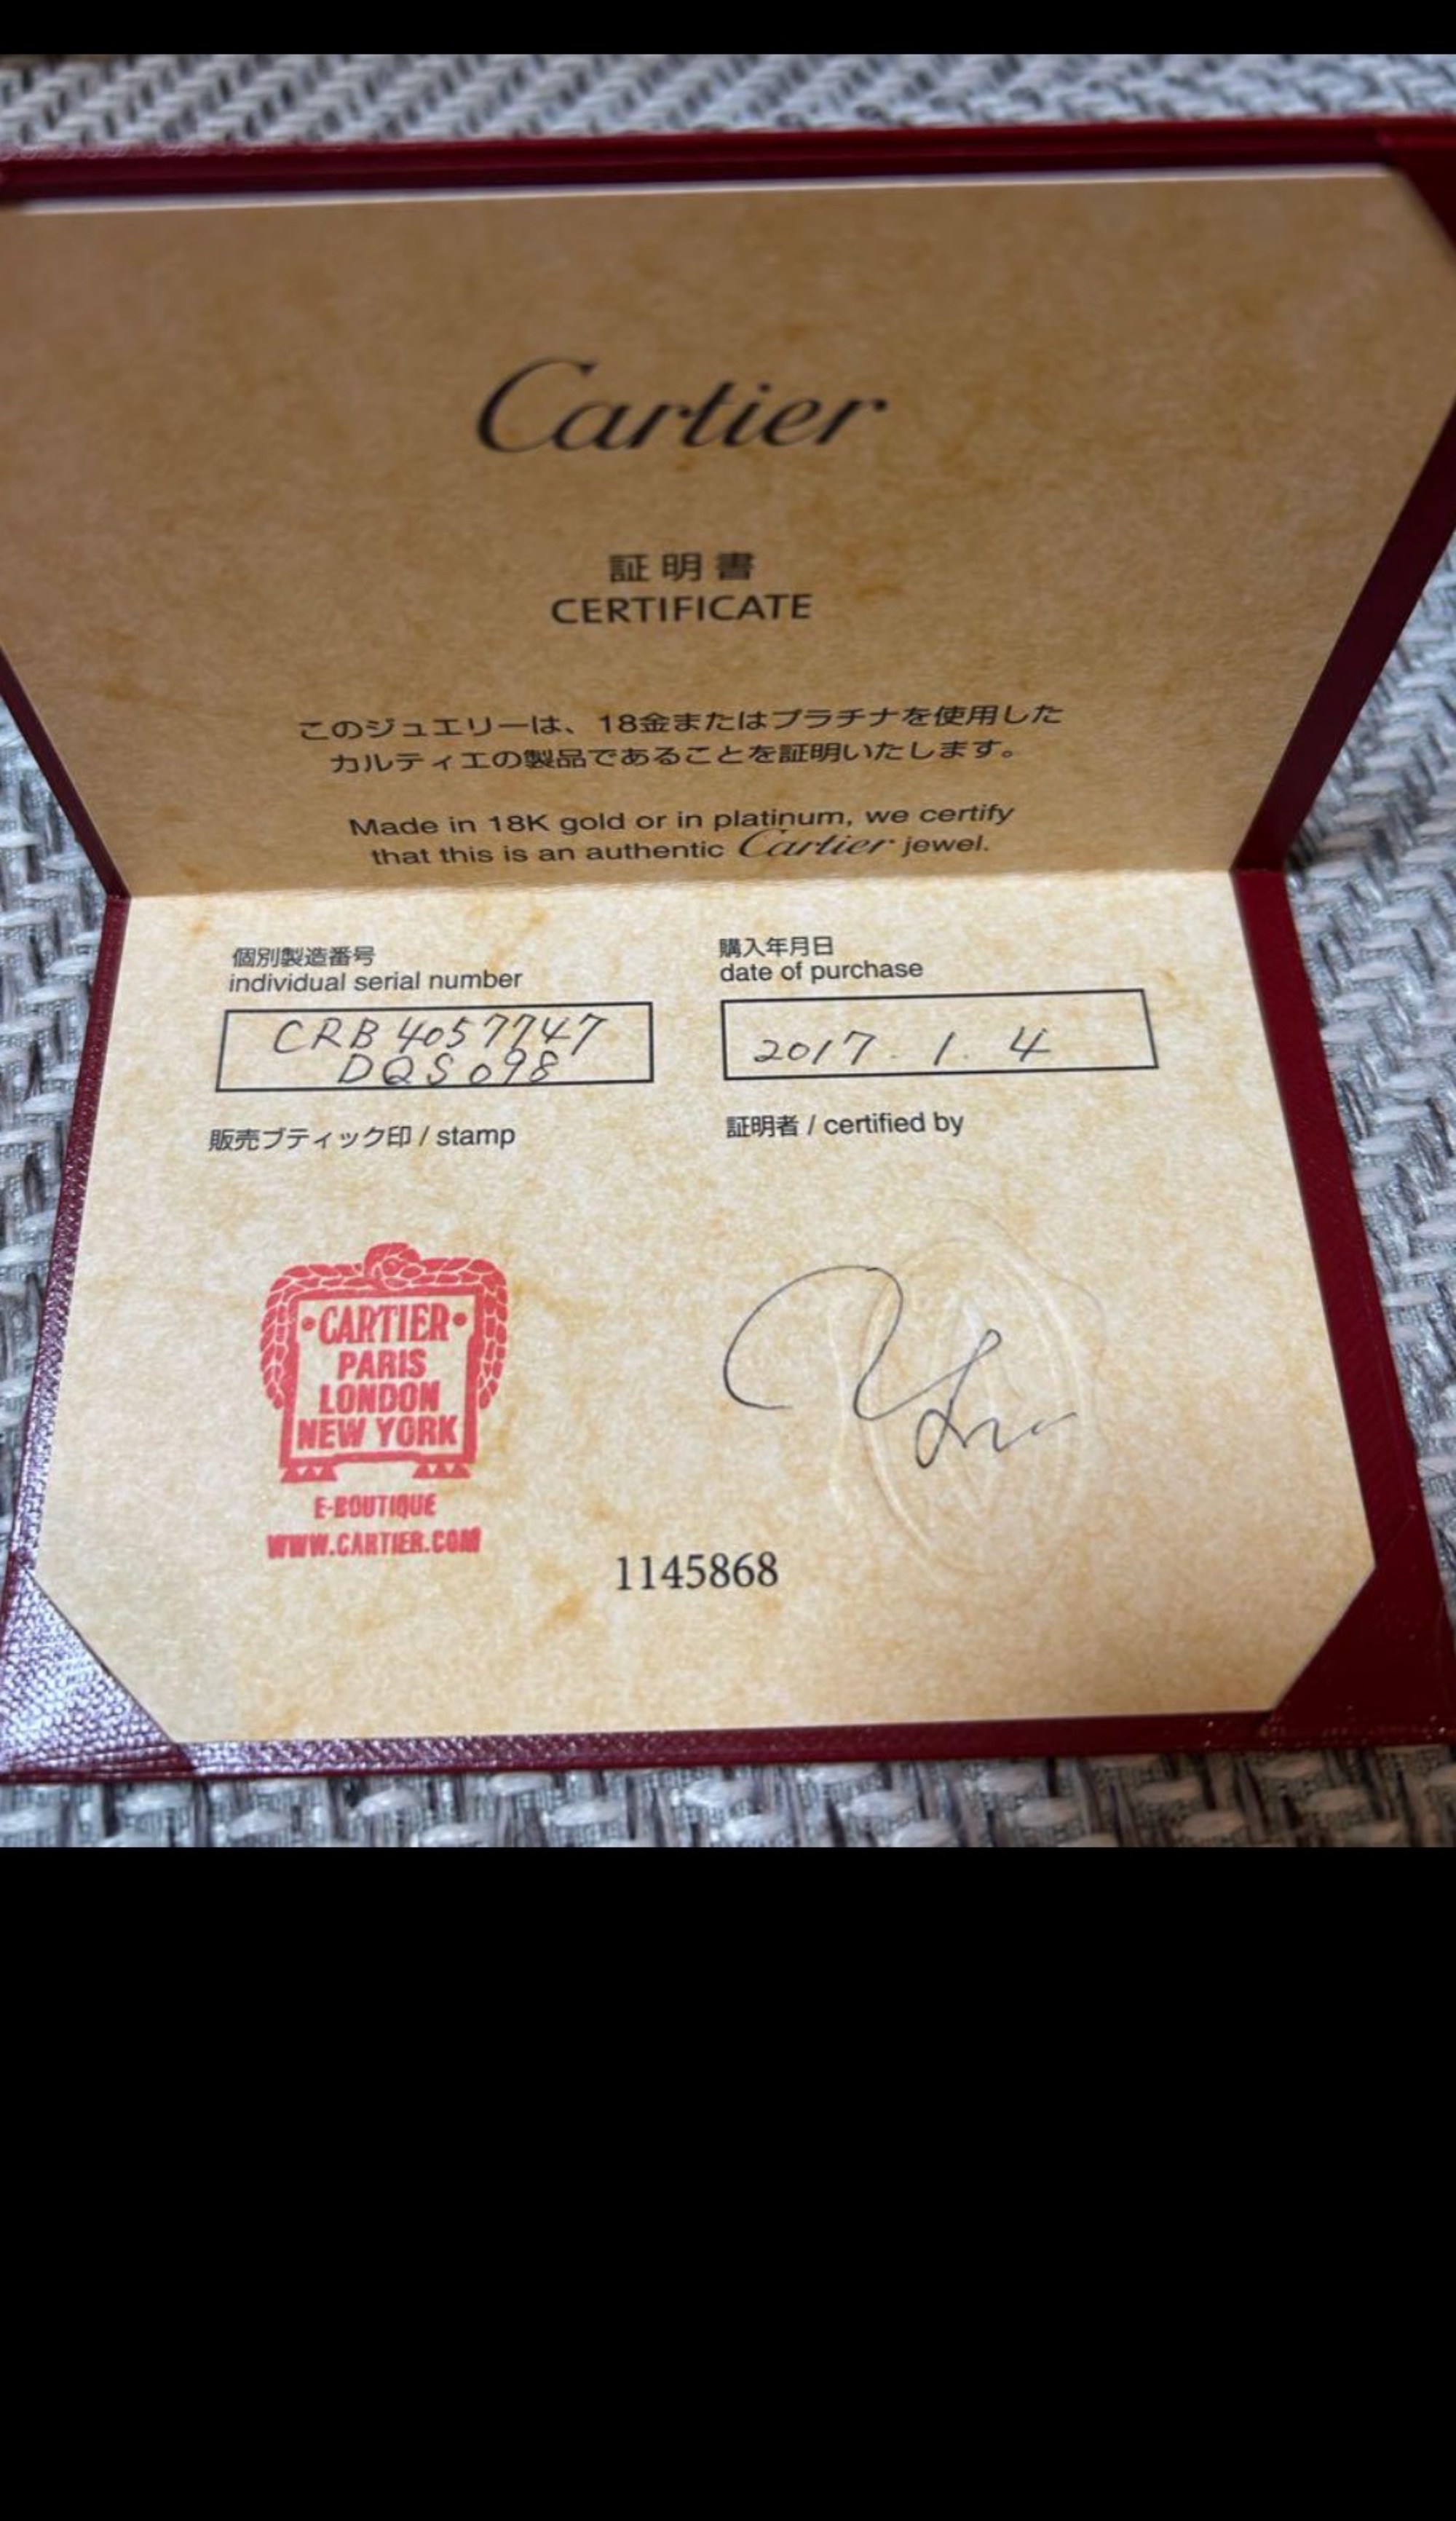 Cartier
証明書
CERTIFICATE
このジュエリーは、18金またはプラチナを使用した
カルティエの製品であることを証明いたします。
Made in 18K gold or in platinum, we certify
that this is an authentic Cartier jewel.
個別製造番号
individual serial number
CRB4057747
DQS098
購入年月日
date of purchase
2017. 1. 4
販売ブティック印 / stamp
証明者 / certified by
•CARTIER•
PARIS
LONDON
NEW YORK
E-BOUTIQUE
WWW.CARTIER.COM
1145868